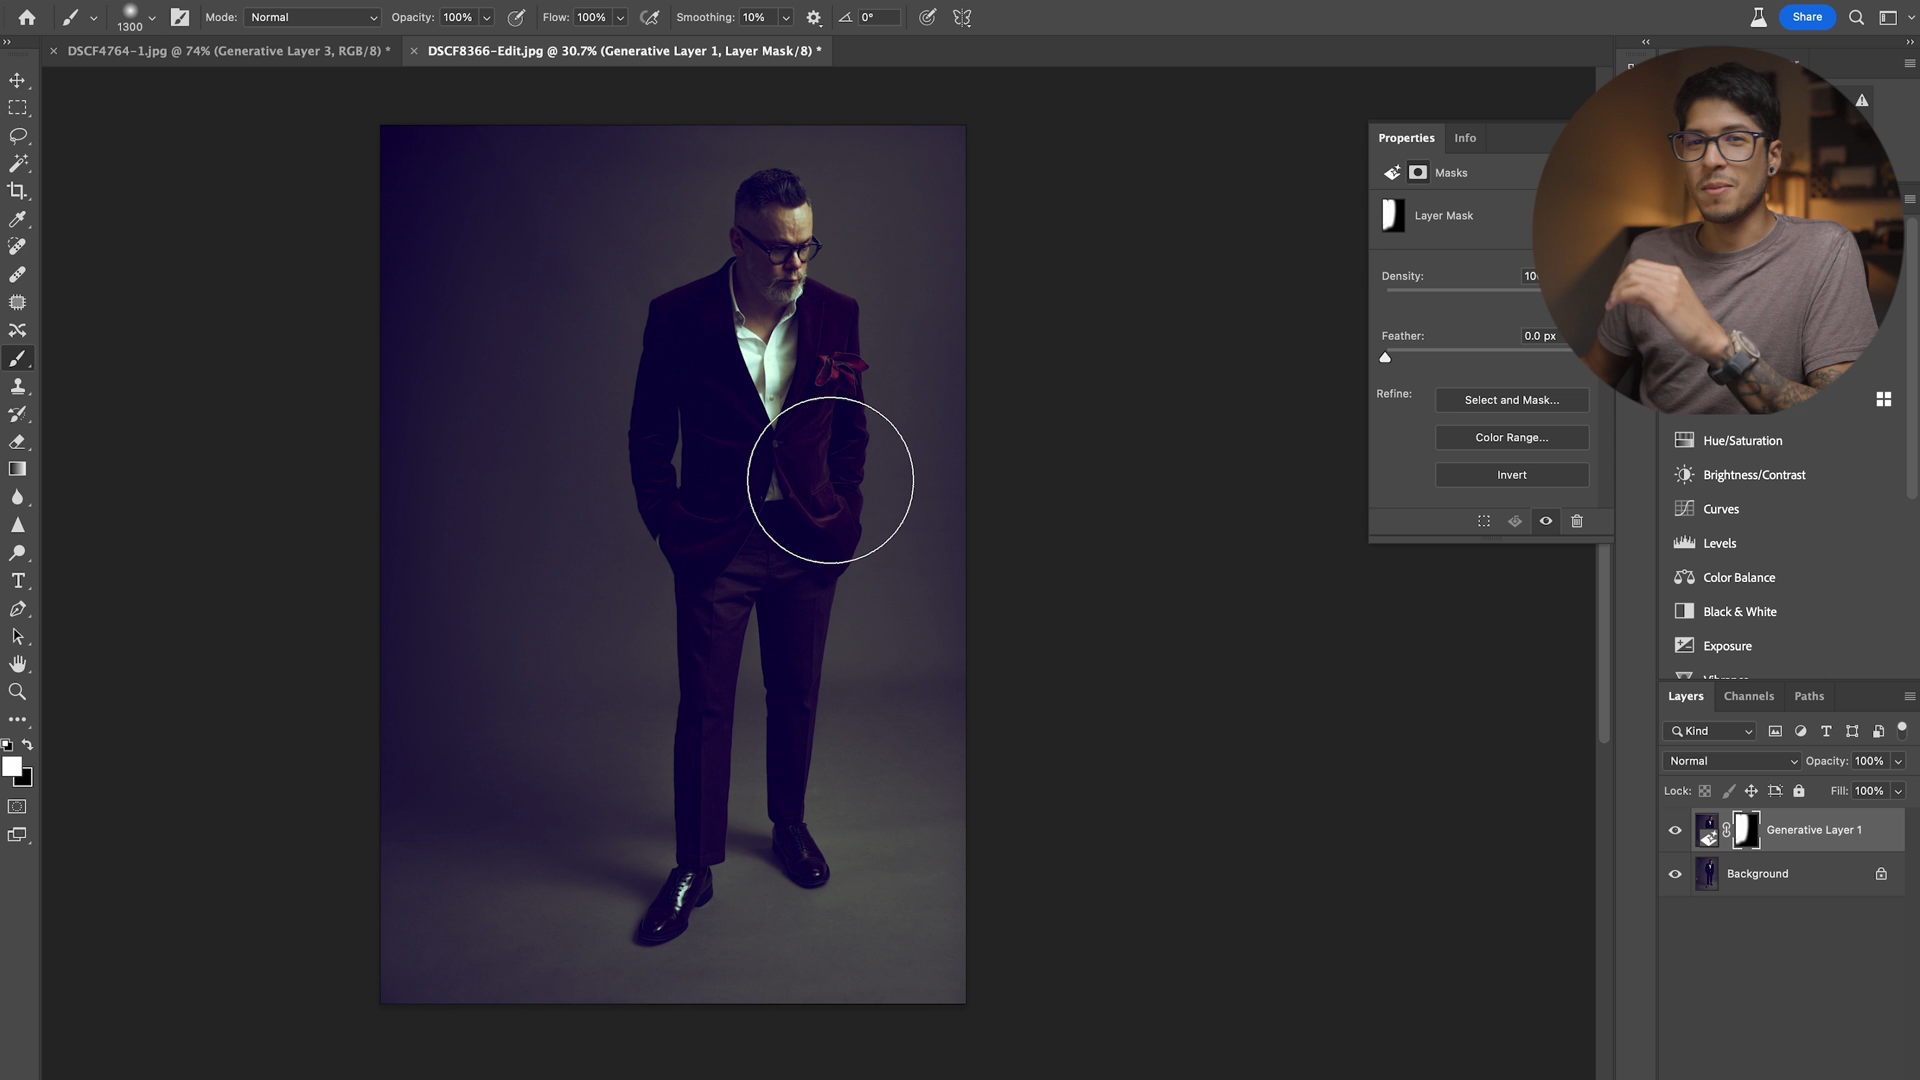 1300
Mode: Normal
Opacity: 100%
Flow: 100%
Smoothing: 10%
0°
Share
DSCF4764-1.jpg @ 74% (Generative Layer 3, RGB/8) *
DSCF8366-Edit.jpg @ 30.7% (Generative Layer 1, Layer Mask/8) *
Properties
Info
Masks
Layer Mask
Density:
Feather:
0.0 px
Refine:
Select and Mask...
Color Range...
Invert
Hue/Saturation
Brightness/Contrast
Curves
Levels
Color Balance
Black & White
Exposure
Layers
Channels
Paths
Kind
Normal
Opacity: 100%
Lock:
Fill: 100%
Generative Layer 1
Background